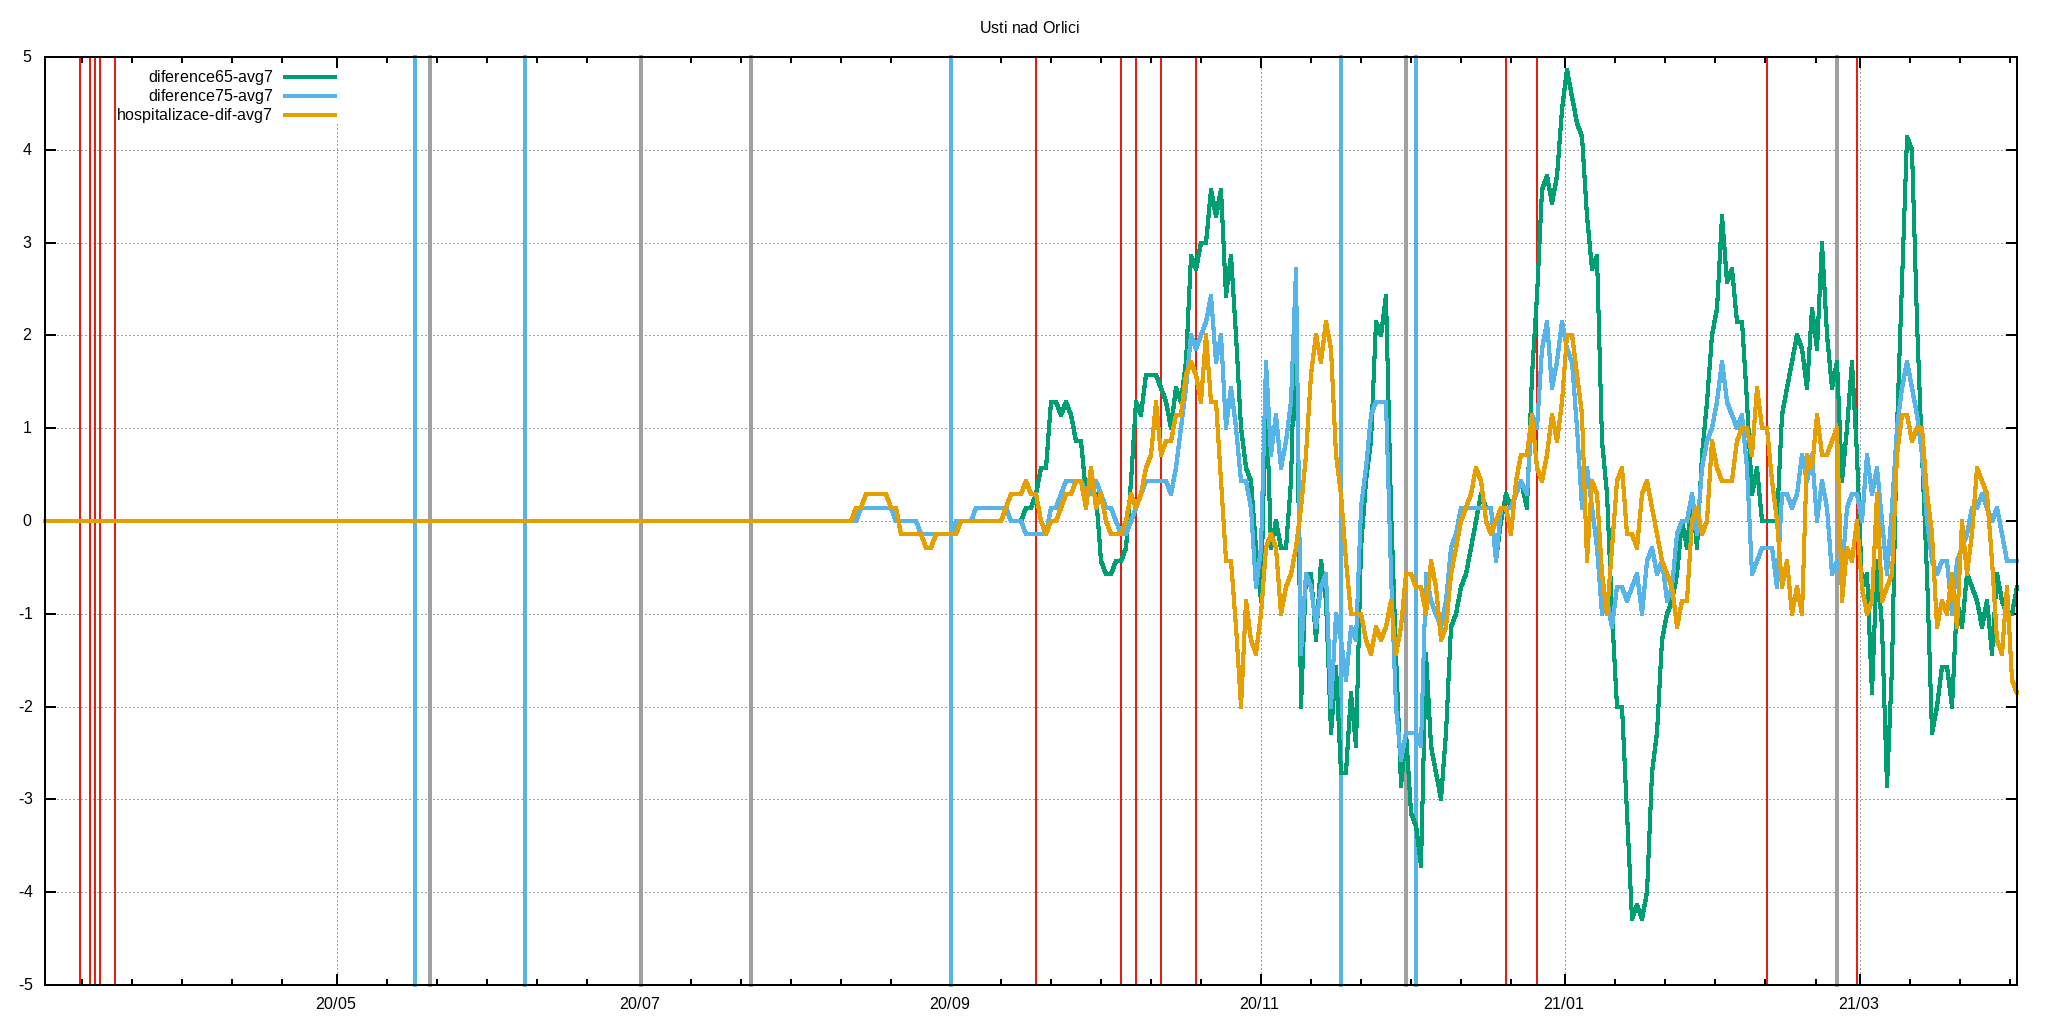 Usti nad Orlici
diference65-avg7
diference75-avg7
hospitalizace-dif-avg7
5
4
3
2
1
0
-1
-2
-3
-4
-5
20/05 20/07 20/09 20/11 21/01 21/03